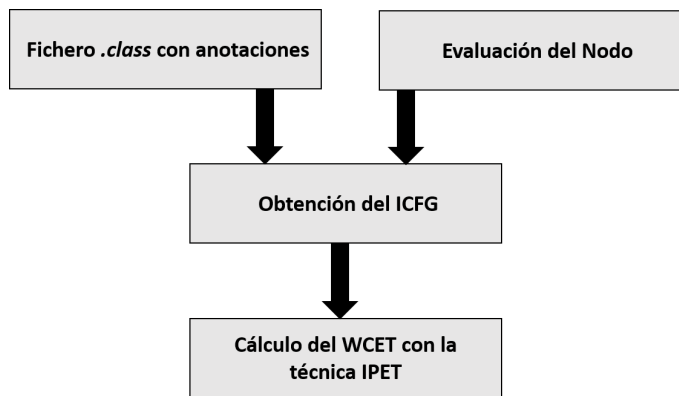 Fichero .class con anotaciones
Evaluación del Nodo
Obtención del ICFG
Cálculo del WCET con la
técnica IPET